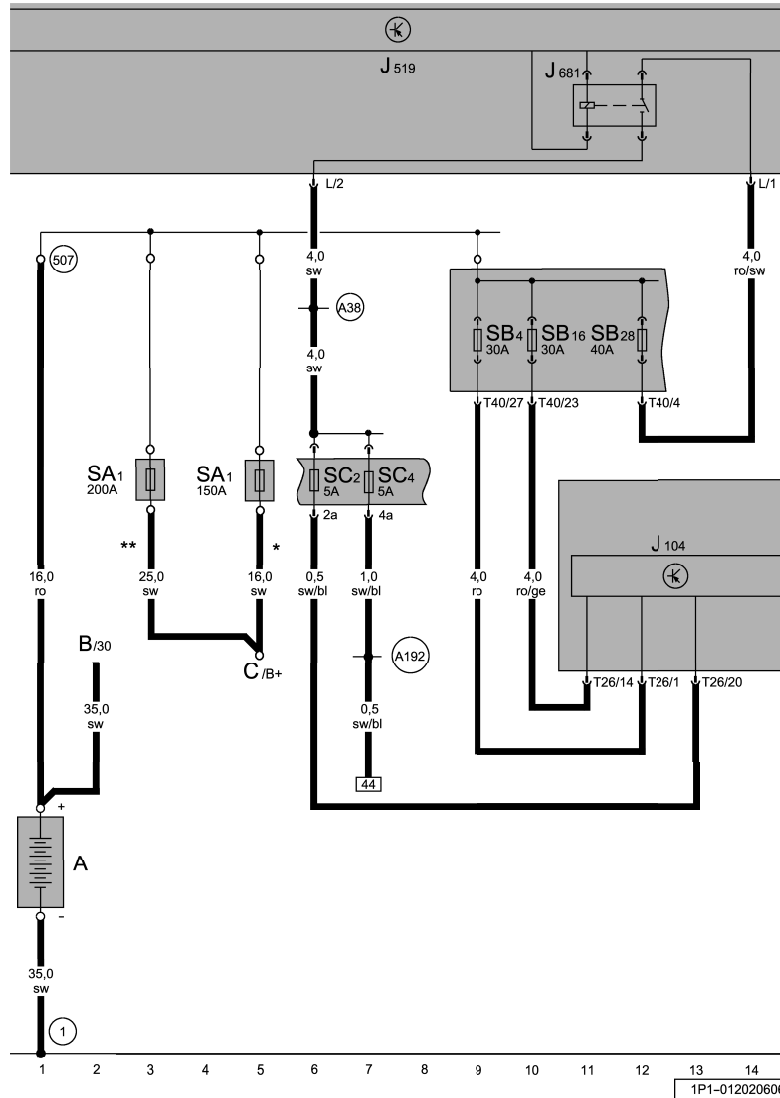 J 519
J 681
L/2
L/1
507
4,0
sw
4,0
ro/sw
A38
4,0
sw
SB4
30A
SB16
30A
SB28
40A
T40/27
T40/23
T40/4
SA1
200A
SA1
150A
SC2
5A
SC4
5A
2a
4a
**
*
J 104
16,0
ro
25,0
sw
16,0
sw
0,5
sw/bl
1,0
sw/bl
4,0
ro
4,0
ro/ge
B/30
C/B+
A192
T26/14
T26/1
T26/20
35,0
sw
0,5
sw/bl
44
+
A
-
35,0
sw
1
1 2 3 4 5 6 7 8 9 10 11 12 13 14
1P1-01202060